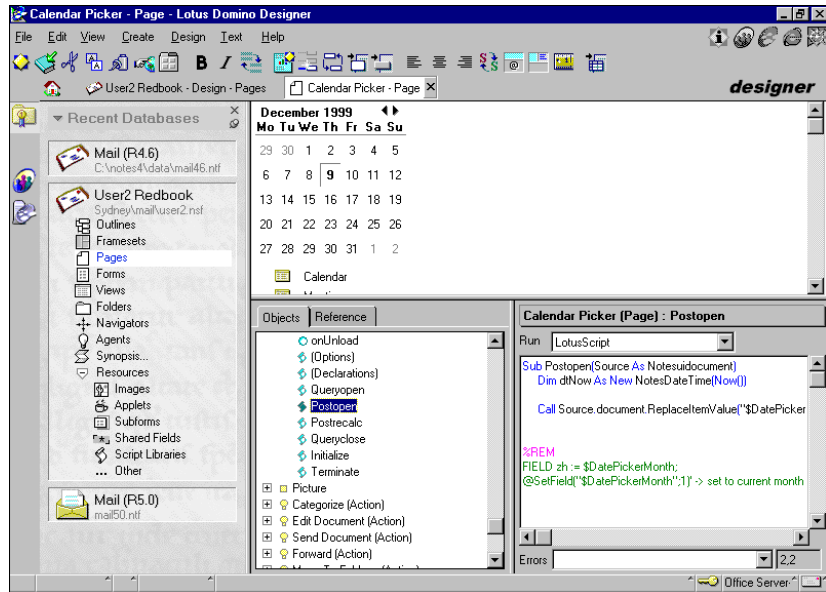 Calendar Picker - Page - Lotus Domino Designer
File Edit View Create Design Text Help
User2 Redbook - Design - Pages
Calendar Picker - Page
designer
Recent Databases
Mail (R4.6)
C:\notes4\data\mail46.ntf
User2 Redbook
Sydney\mail\user2.nsf
Outlines
Framesets
Pages
Forms
Views
Folders
Navigators
Agents
Synopsis...
Resources
Images
Applets
Subforms
Shared Fields
Script Libraries
... Other
Mail (R5.0)
mail50.ntf
December 1999
Mo Tu We Th Fr Sa Su
29 30 1 2 3 4 5
6 7 8 9 10 11 12
13 14 15 16 17 18 19
20 21 22 23 24 25 26
27 28 29 30 31 1 2
Calendar
Objects Reference
onUnload
(Options)
(Declarations)
Queryopen
Postopen
Postrecalc
Queryclose
Initialize
Terminate
Picture
Categorize (Action)
Edit Document (Action)
Send Document (Action)
Forward (Action)
Calendar Picker (Page) : Postopen
Run LotusScript
Sub Postopen(Source As Notesuidocument)
Dim dtNow As New NotesDateTime(Now())
Call Source.document.ReplaceItemValue("$DatePicker
%REM
FIELD zh := $DatePickerMonth;
@SetField("$DatePickerMonth";1)' -> set to current month
Errors 2,2
Office Server